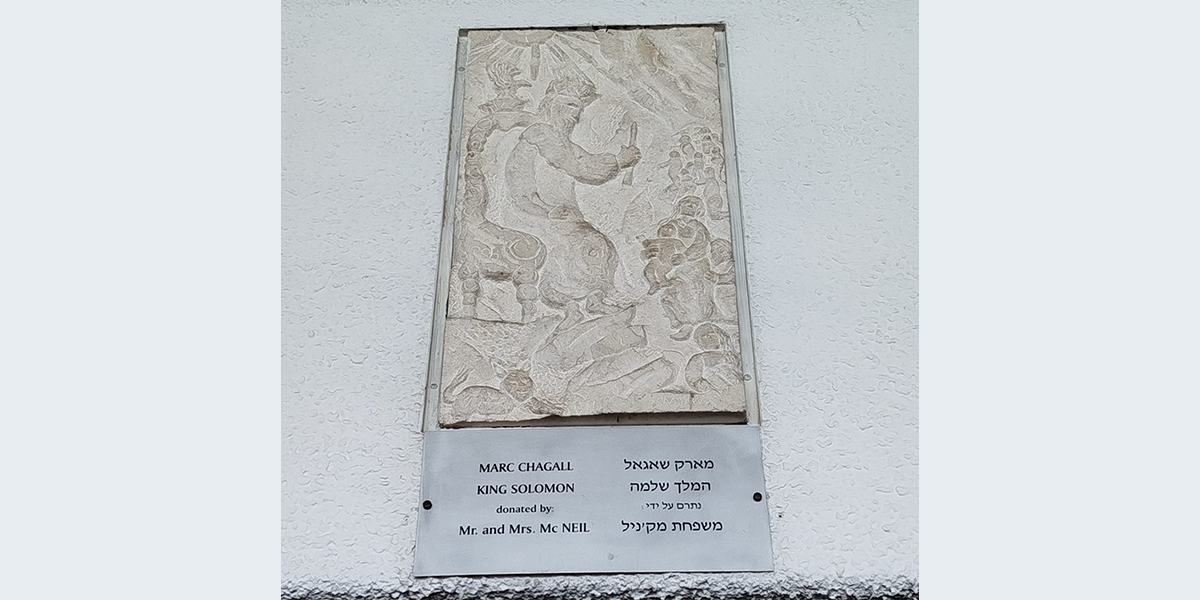 MARC CHAGALL
KING SOLOMON
donated by:
Mr. and Mrs. Mc NEIL
מארק שאגאל
המלך שלמה
נתרם על ידי:
משפחת מק'ניל